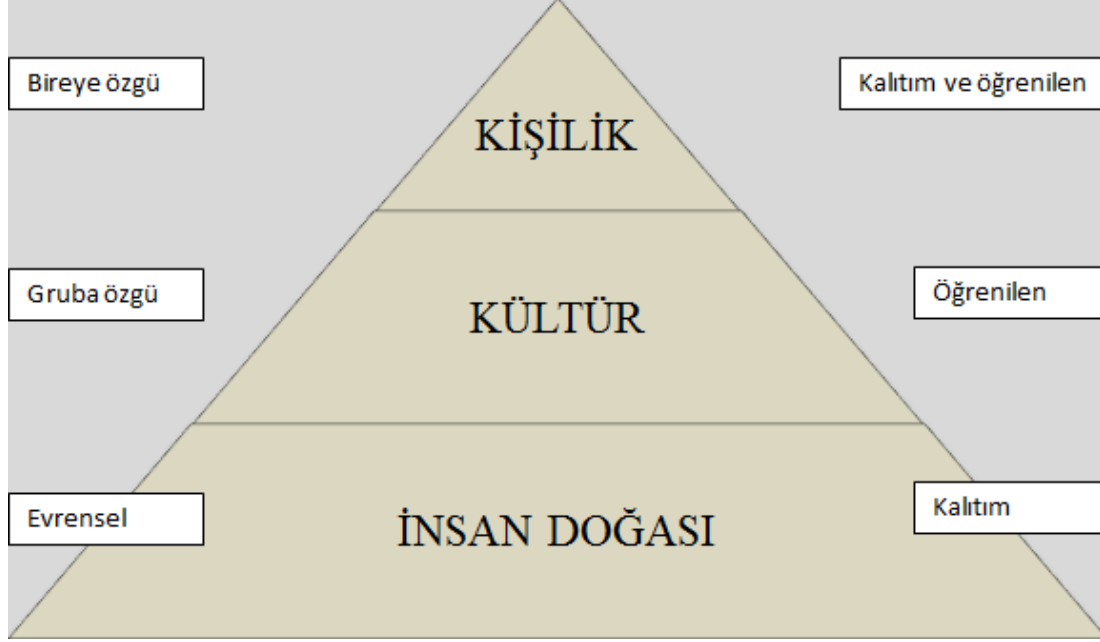 Bireye özgü
KİŞİLİK
Kalıtım ve öğrenilen
Gruba özgü
KÜLTÜR
Öğrenilen
Evrensel
İNSAN DOĞASI
Kalıtım